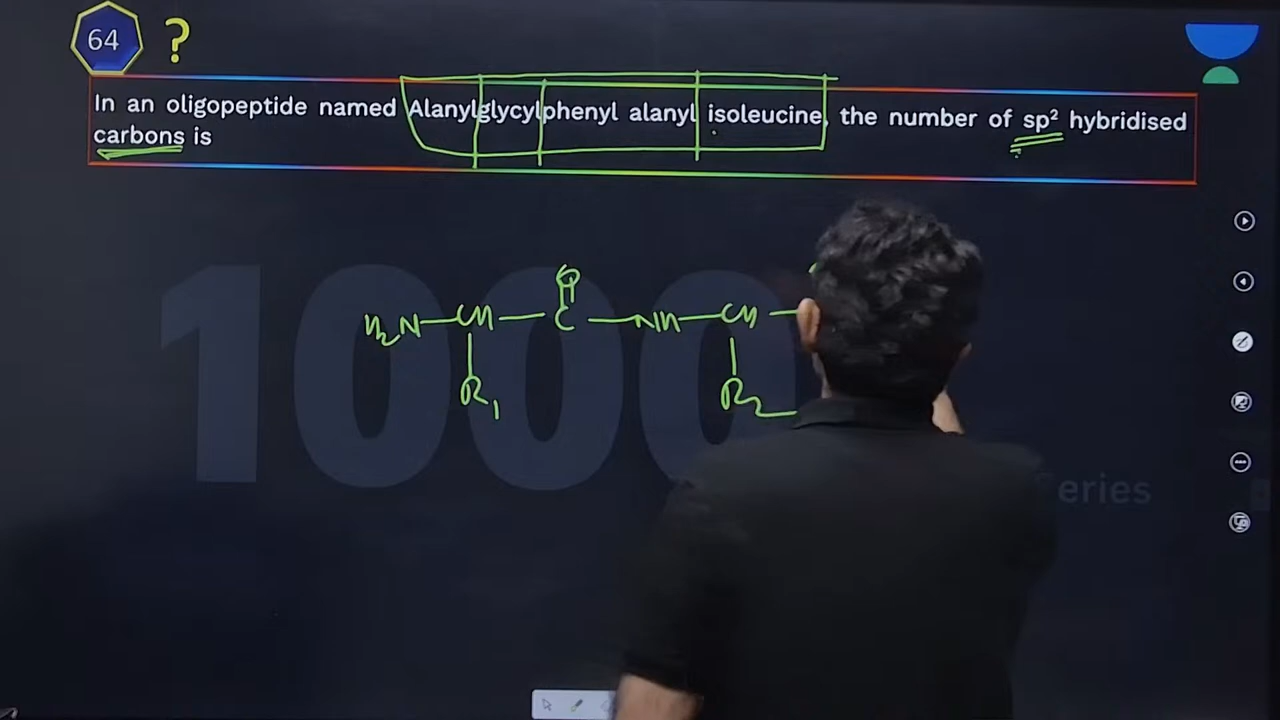 64 ?
In an oligopeptide named Alanylglycylphenyl alanyl isoleucine, the number of sp² hybridised
carbons is
1000
eries
O
H₂N—CH—C—NH—CH—
R₁ R₂